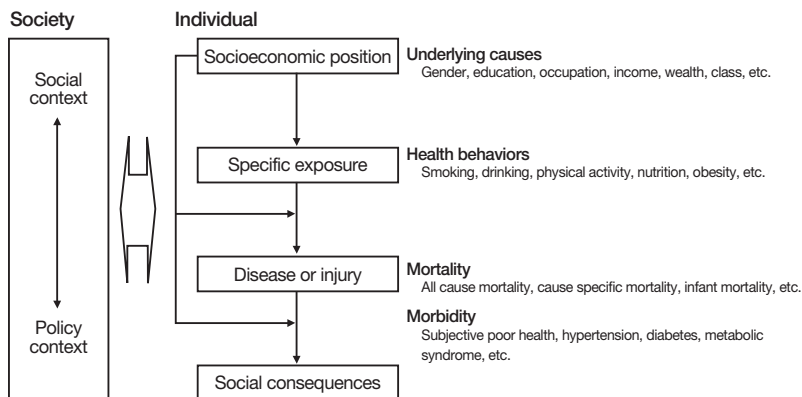 Society
Individual
Social
context
Policy
context
Socioeconomic position
Underlying causes
Gender, education, occupation, income, wealth, class, etc.
Specific exposure
Health behaviors
Smoking, drinking, physical activity, nutrition, obesity, etc.
Disease or injury
Mortality
All cause mortality, cause specific mortality, infant mortality, etc.
Morbidity
Subjective poor health, hypertension, diabetes, metabolic
syndrome, etc.
Social consequences